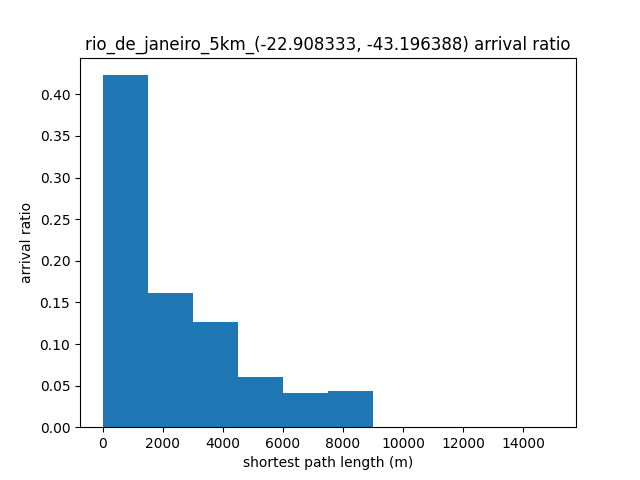 rio_de_janeiro_5km_(-22.908333, -43.196388) arrival ratio
0.40
0.35
0.30
0.25
0.20
0.15
0.10
0.05
0.00
arrival ratio
0 2000 4000 6000 8000 10000 12000 14000
shortest path length (m)